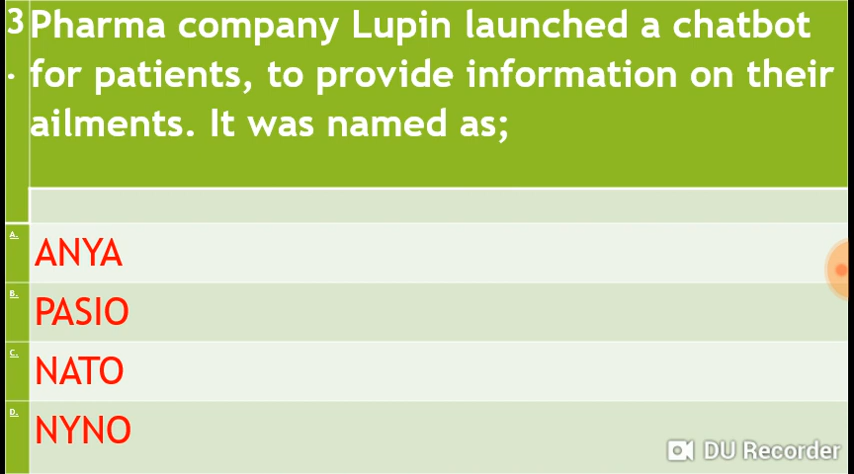 3 Pharma company Lupin launched a chatbot
. for patients, to provide information on their
ailments. It was named as;
A. ANYA
B. PASIO
C. NATO
D. NYNO
DU Recorder